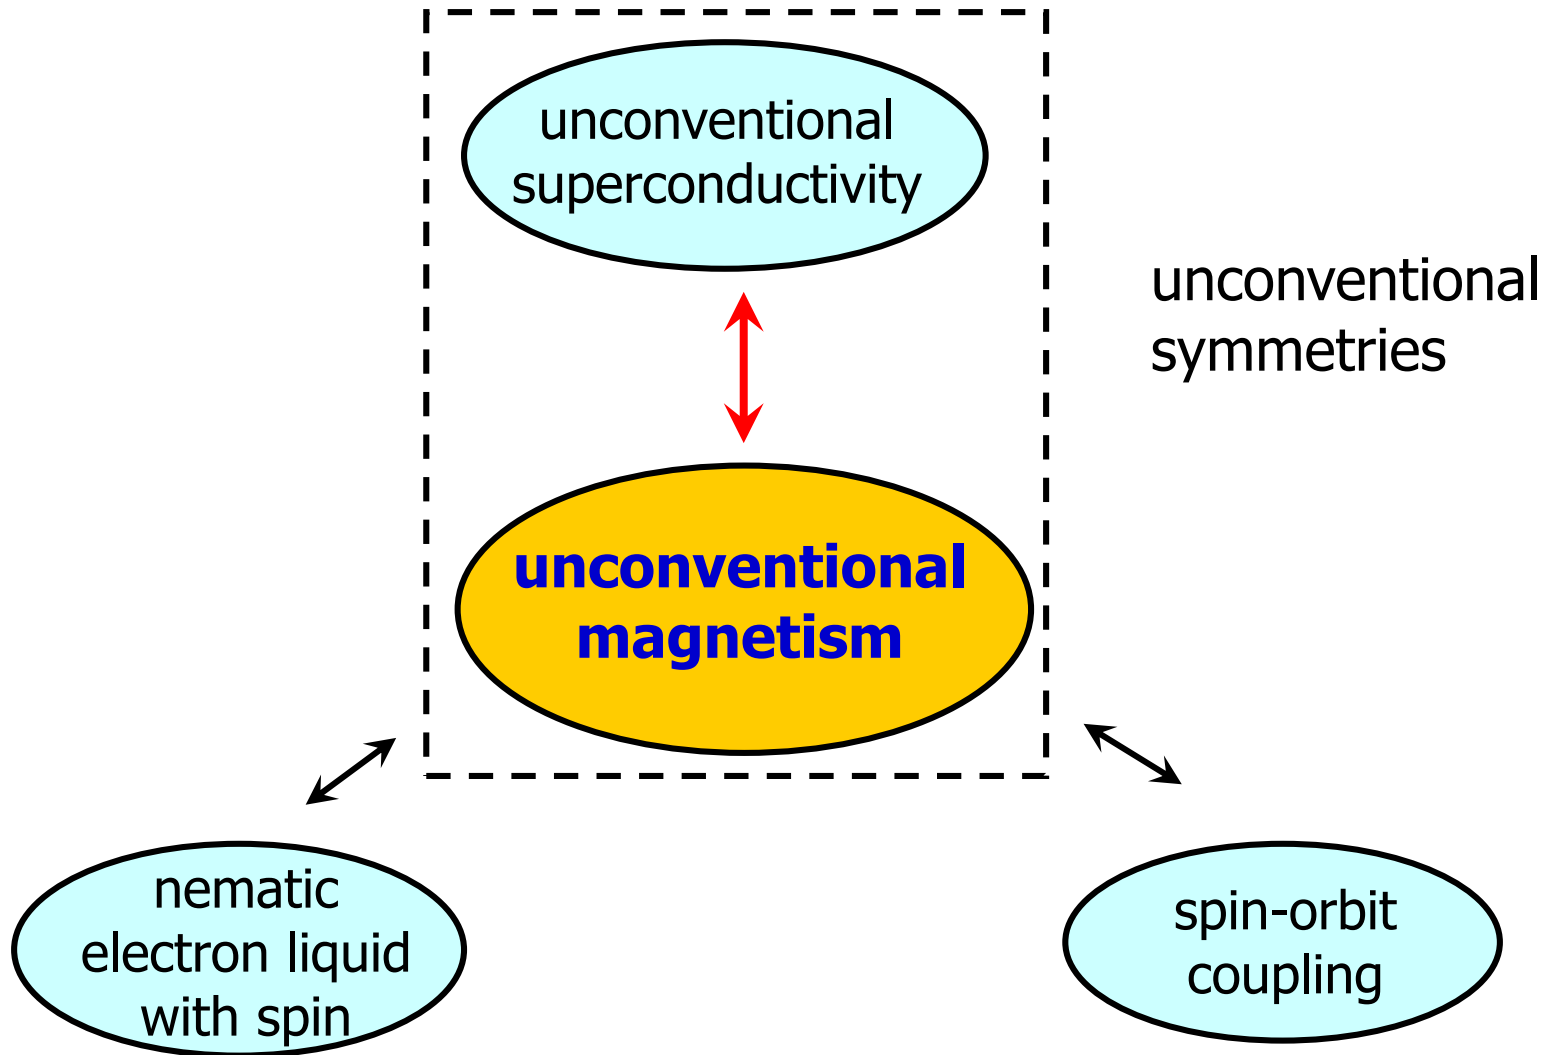 unconventional
superconductivity
unconventional
symmetries
unconventional
magnetism
nematic
electron liquid
with spin
spin-orbit
coupling